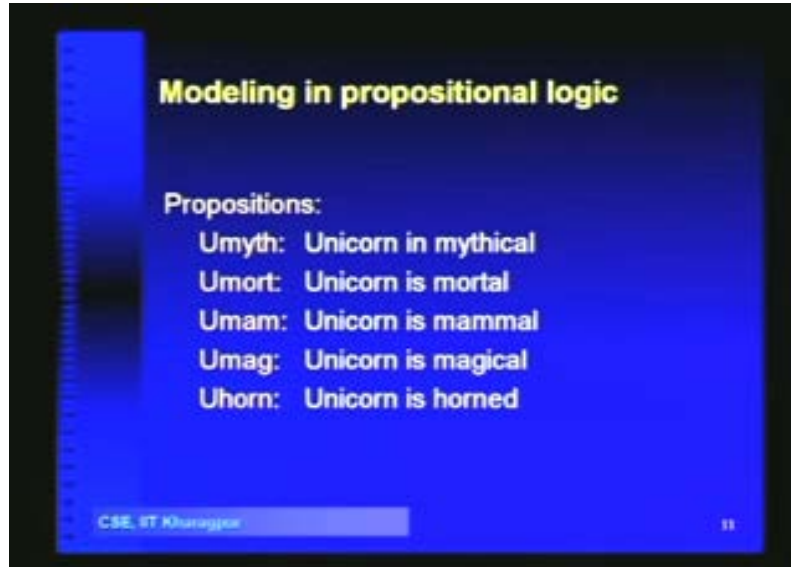 Modeling in propositional logic
Propositions:
Umyth: Unicorn in mythical
Umort: Unicorn is mortal
Umam: Unicorn is mammal
Umag: Unicorn is magical
Uhorn: Unicorn is horned
CSE, IIT Kharagpur
11